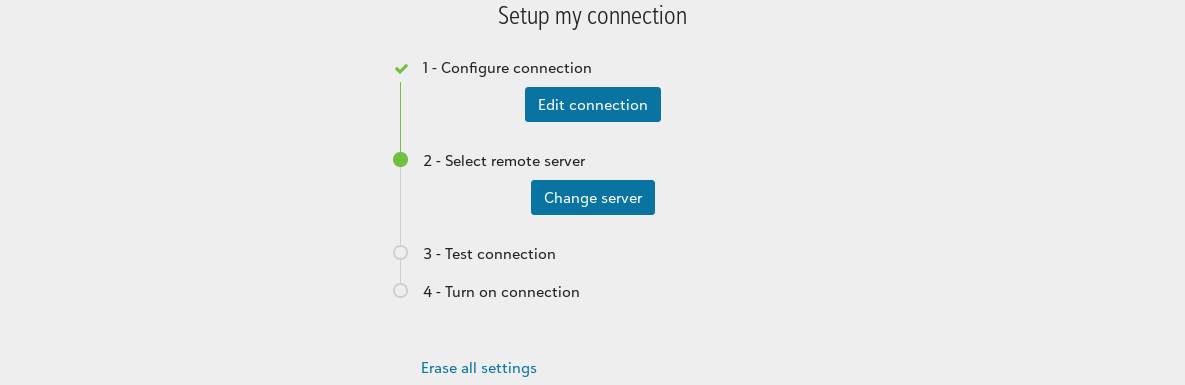 Setup my connection
1 - Configure connection
Edit connection
2 - Select remote server
Change server
3 - Test connection
4 - Turn on connection
Erase all settings